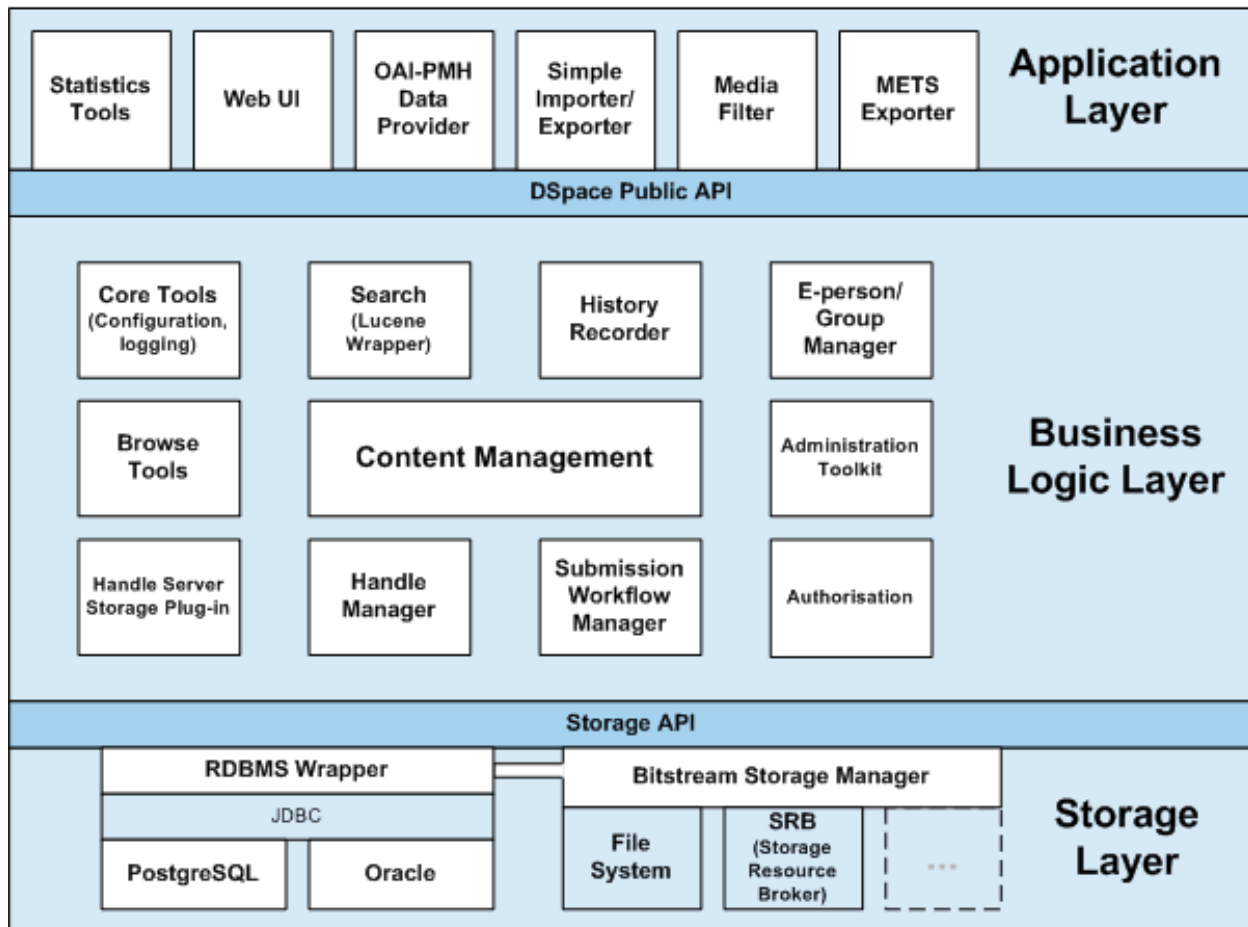 Statistics
Tools
Web UI
OAI-PMH
Data
Provider
Simple
Importer/
Exporter
Media
Filter
METS
Exporter
Application
Layer
DSpace Public API
Core Tools
(Configuration,
logging)
Search
(Lucene
Wrapper)
History
Recorder
E-person/
Group
Manager
Browse
Tools
Content Management
Administration
Toolkit
Business
Logic Layer
Handle Server
Storage Plug-in
Handle
Manager
Submission
Workflow
Manager
Authorisation
Storage API
RDBMS Wrapper
JDBC
PostgreSQL
Oracle
Bitstream Storage Manager
File
System
SRB
(Storage
Resource
Broker)
...
Storage
Layer